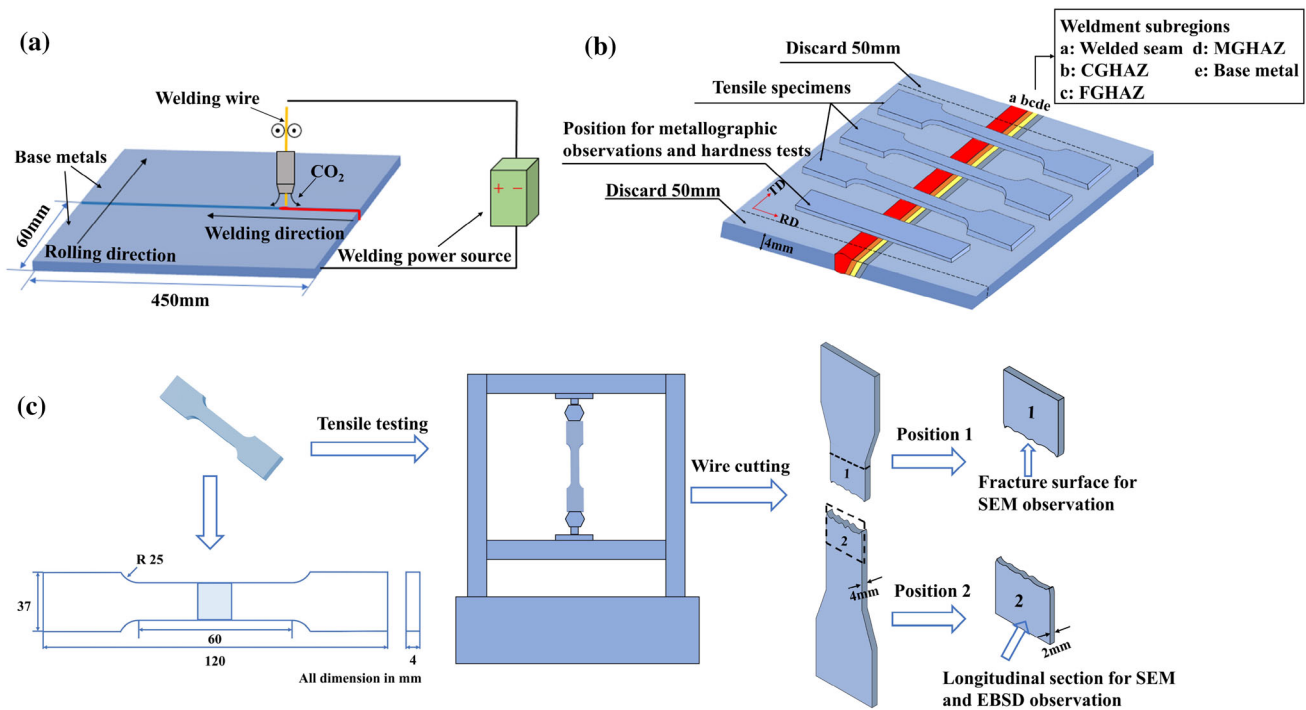 (a)
Welding wire
Base metals
CO2
+ −
60mm
Rolling direction
Welding direction
Welding power source
450mm
(b)
Discard 50mm
Tensile specimens
Position for metallographic
observations and hardness tests
Discard 50mm
TD
RD
4mm
a bcde
Weldment subregions
a: Welded seam d: MGHAZ
b: CGHAZ e: Base metal
c: FGHAZ
(c)
Tensile testing
R 25
37
60
120
4
All dimension in mm
Wire cutting
1
2
4mm
Position 1
1
Fracture surface for
SEM observation
Position 2
2
2mm
Longitudinal section for SEM
and EBSD observation